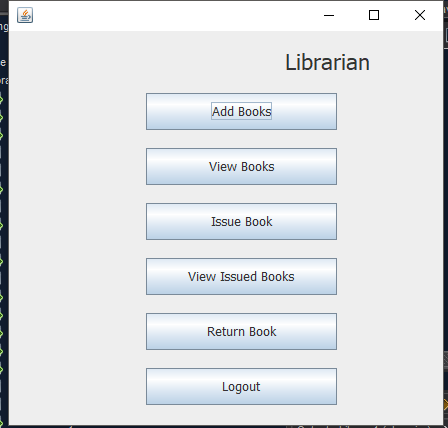 Librarian
Add Books
View Books
Issue Book
View Issued Books
Return Book
Logout